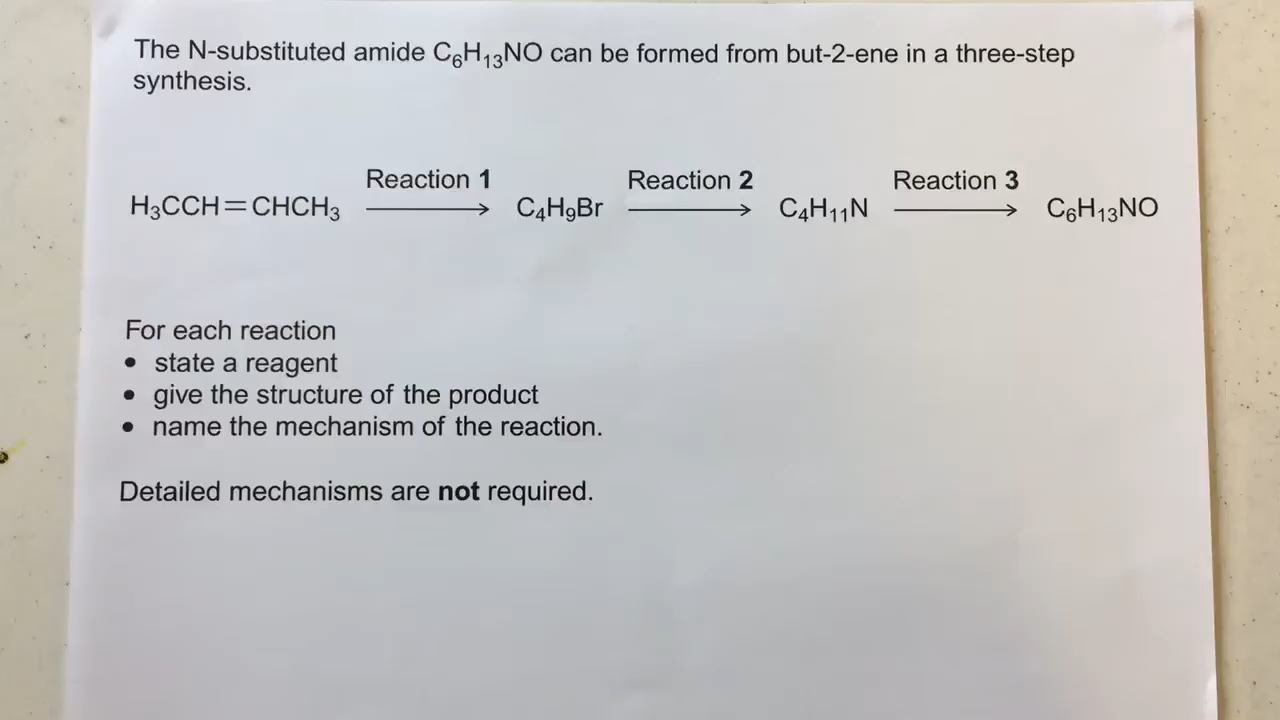 The N-substituted amide C₆H₁₃NO can be formed from but-2-ene in a three-step
synthesis.
Reaction 1 Reaction 2 Reaction 3
H₃CCH=CHCH₃ ⟶ C₄H₉Br ⟶ C₄H₁₁N ⟶ C₆H₁₃NO
For each reaction
• state a reagent
• give the structure of the product
• name the mechanism of the reaction.
Detailed mechanisms are not required.